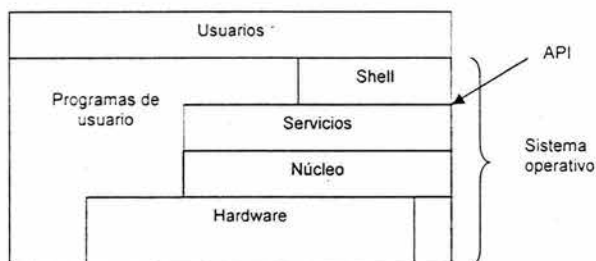 Usuarios
API
Shell
Programas de
usuario
Servicios
Sistema
operativo
Núcleo
Hardware